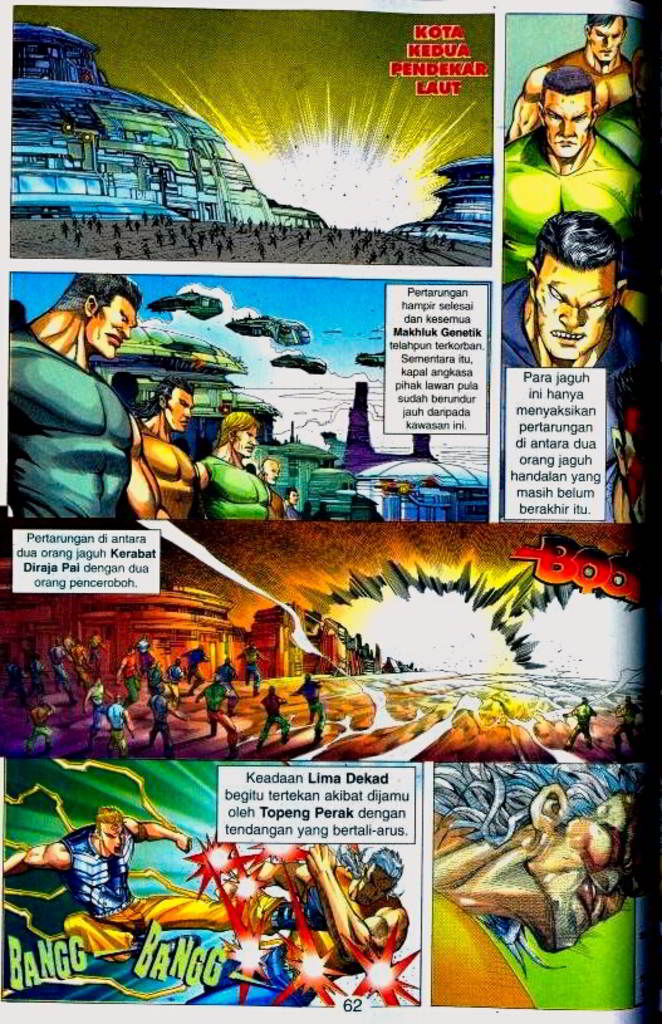 KOTA
KEDUA
PENDEKAR
LAUT
Pertarungan
hampir selesai
dan kesemua
Makhluk Genetik
telahpun terkorban.
Sementara itu,
kapal angkasa
pihak lawan pula
sudah berundur
jauh daripada
kawasan ini.
Para jaguh
ini hanya
menyaksikan
pertarungan
di antara dua
orang jaguh
handalan yang
masih belum
berakhir itu.
Pertarungan di antara
dua orang jaguh Kerabat
Diraja Pai dengan dua
orang penceroboh.
BOO
Keadaan Lima Dekad
begitu tertekan akibat dijamu
oleh Topeng Perak dengan
tendangan yang bertali-arus.
BANGG
BANGG
62